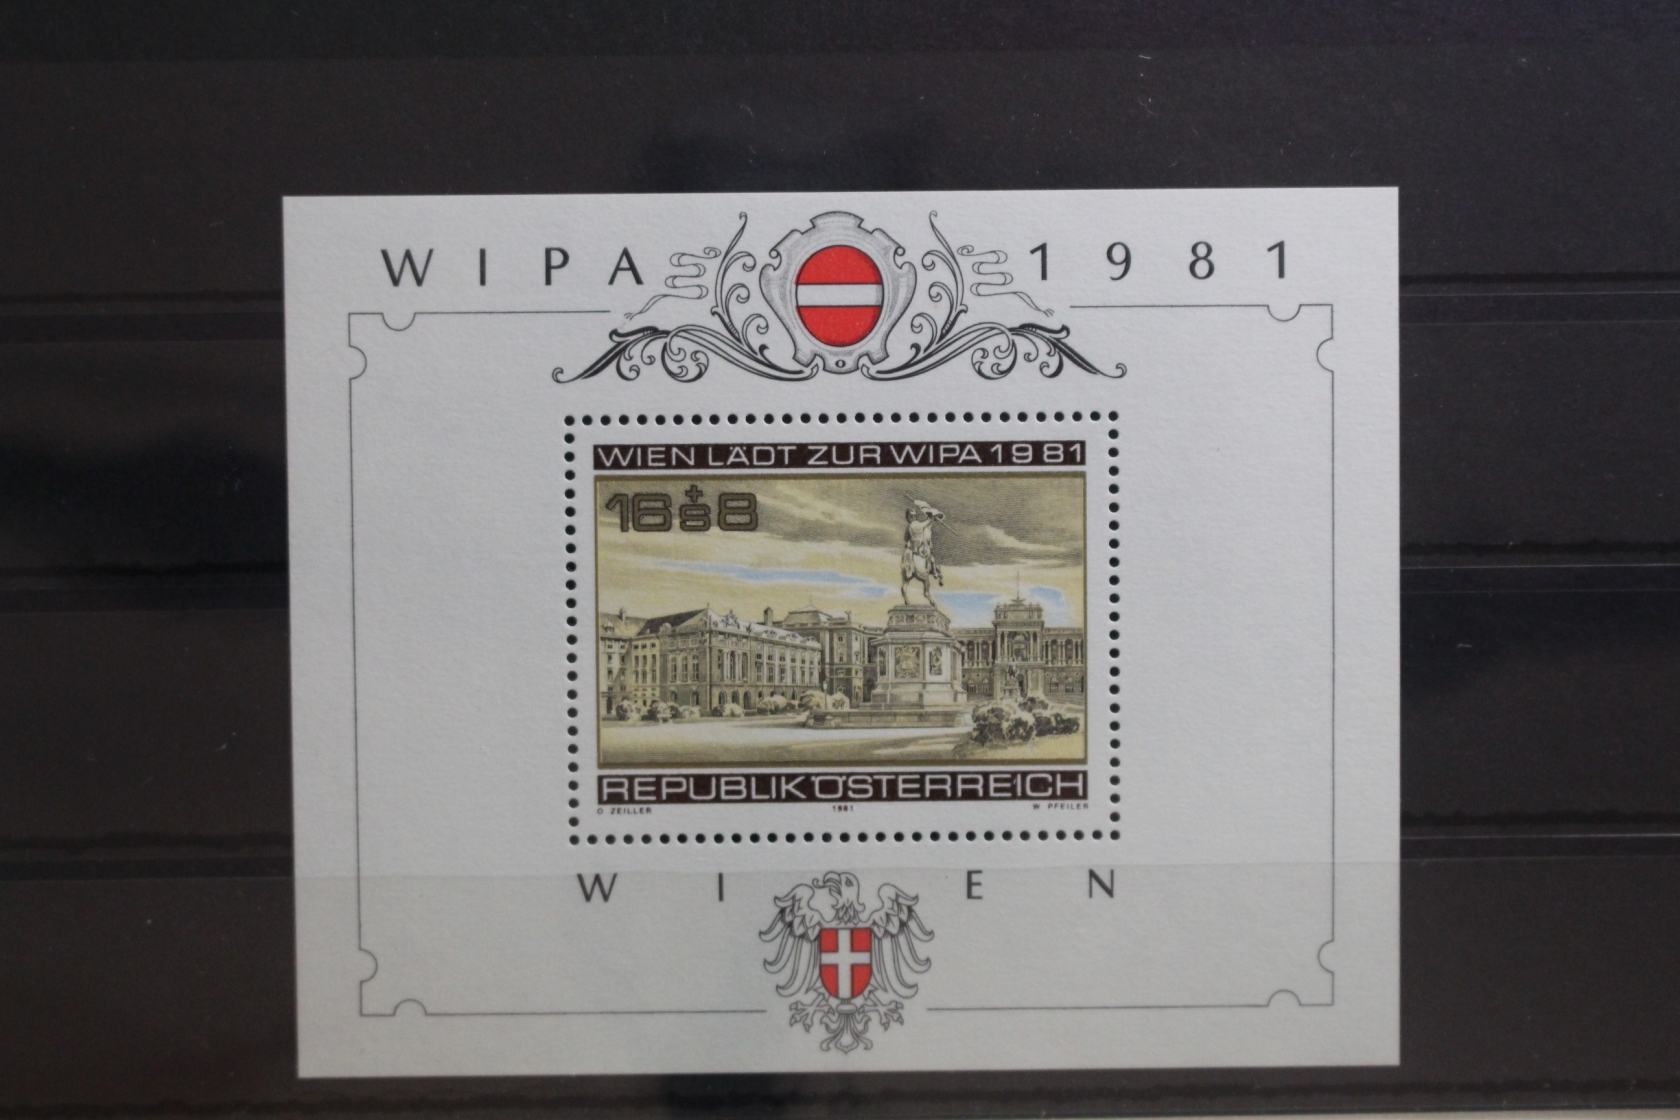 WIPA 1981
WIEN LÄDT ZUR WIPA 1981
16+S8
REPUBLIK ÖSTERREICH
O. ZEILLER 1981 W. PFEILER
WIEN